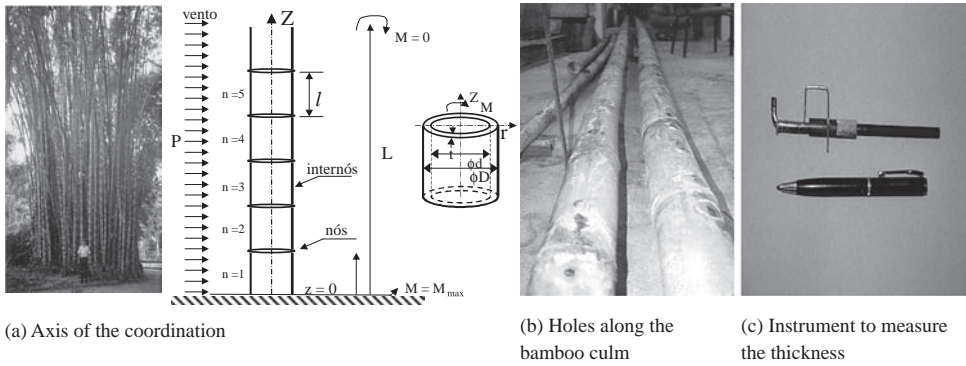 vento
Z
M = 0
n =5
l
Z
M
P
n =4
L
r
t
ϕd
ϕD
internós
n =3
nós
n =2
n =1
z = 0
M = Mmax
(a) Axis of the coordination
(b) Holes along the
bamboo culm
(c) Instrument to measure
the thickness